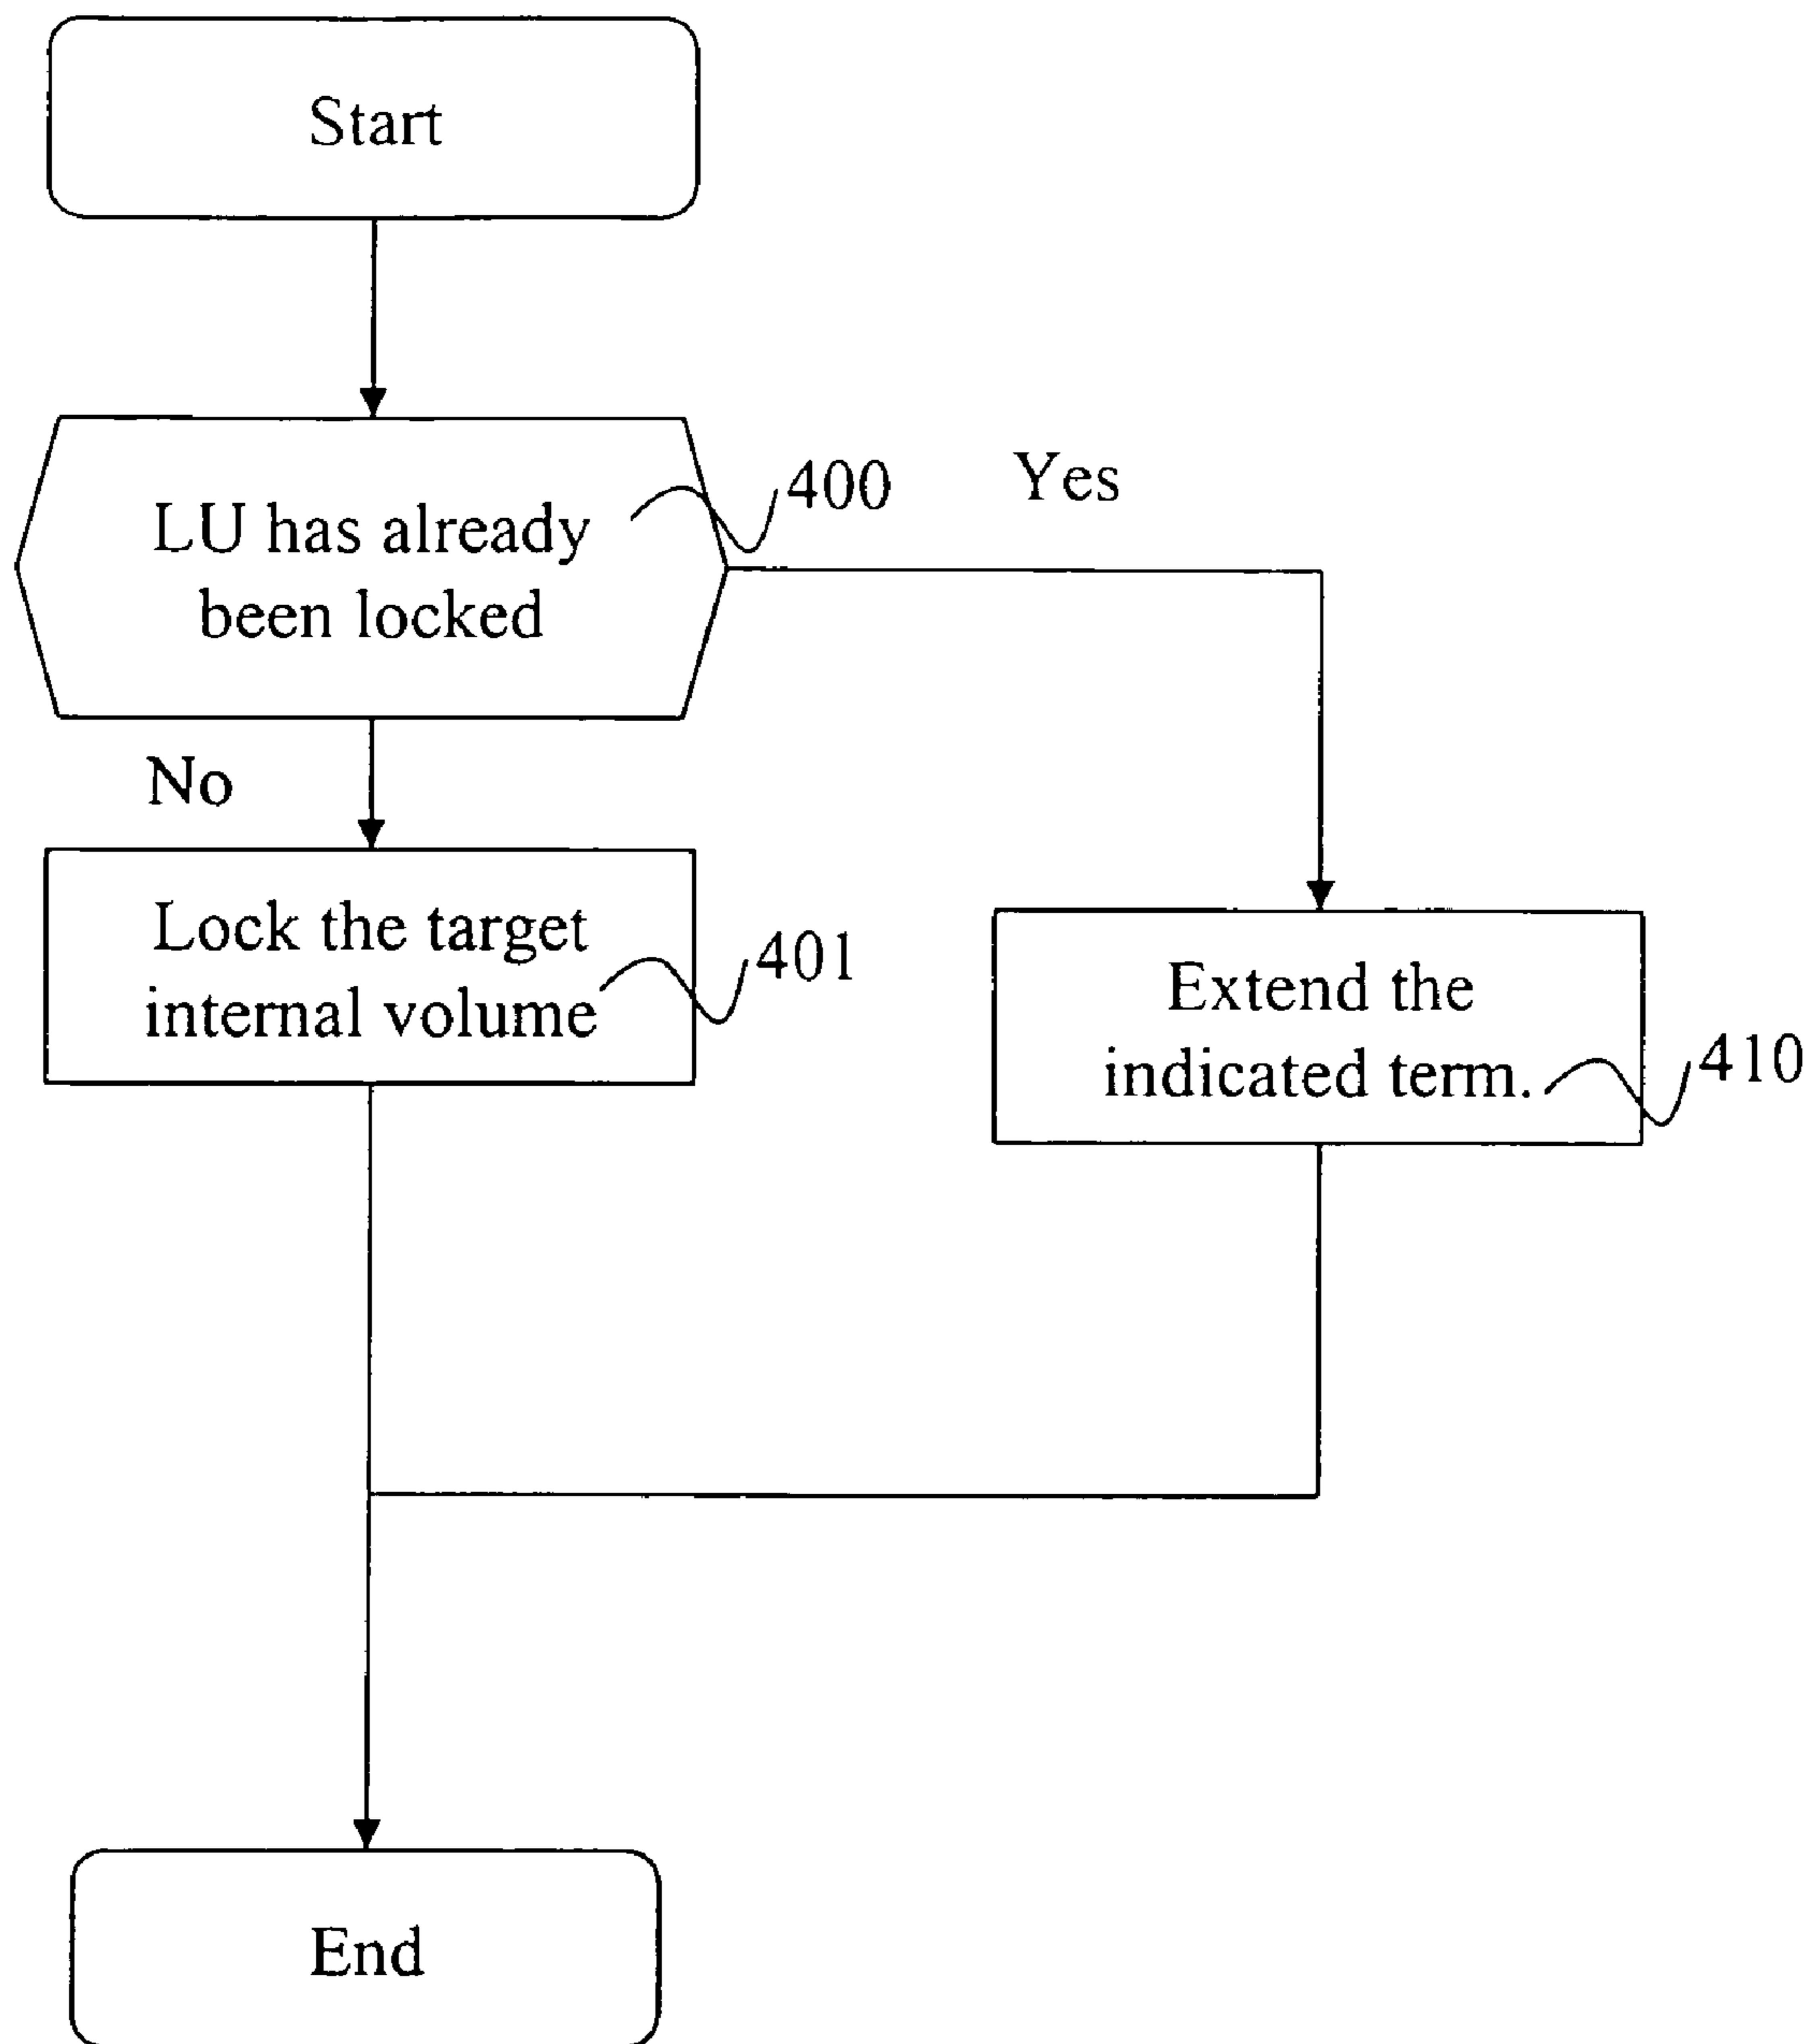 Start
LU has already
been locked
400
Yes
No
Lock the target
internal volume
401
Extend the
indicated term.
410
End